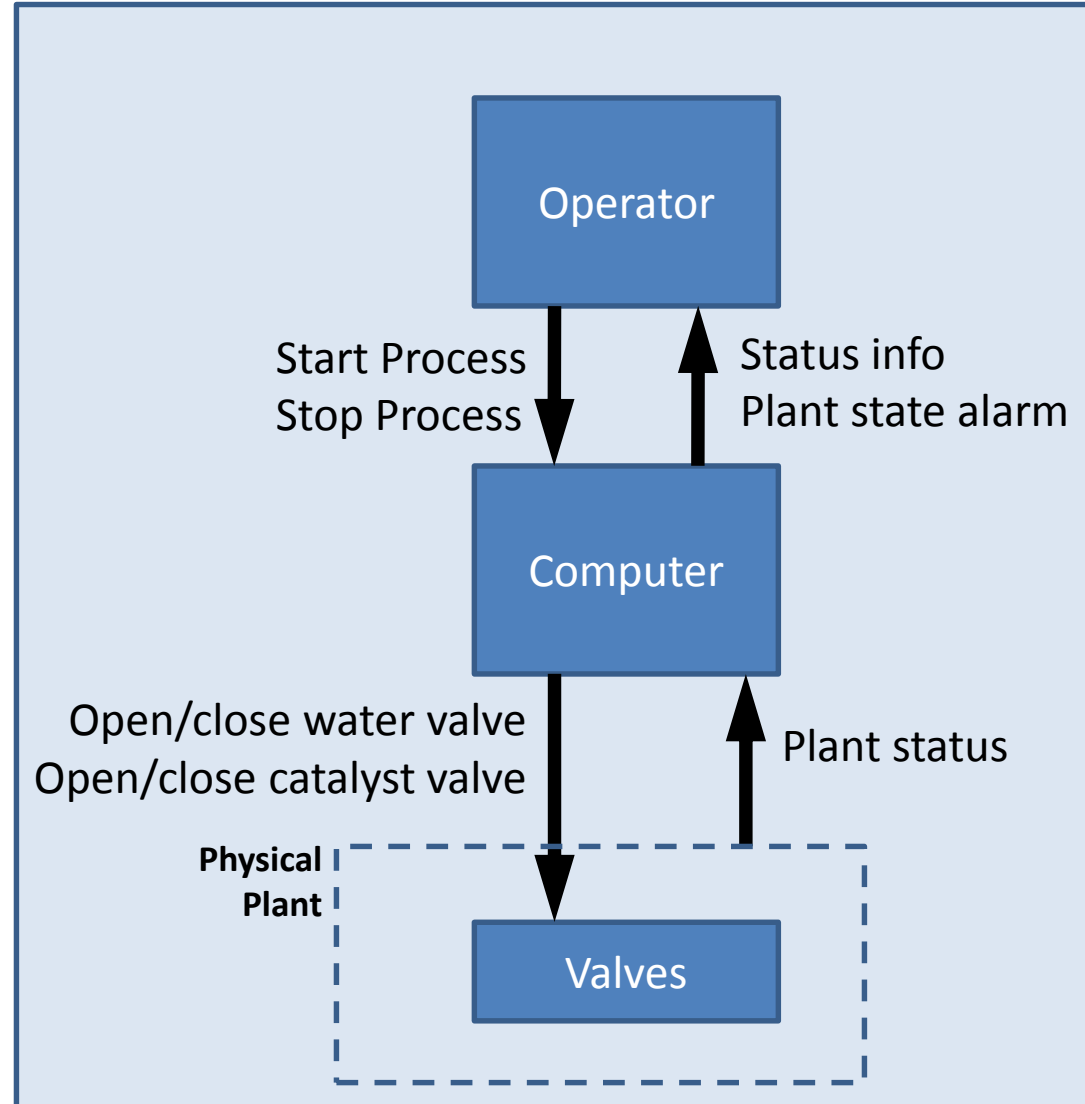 Operator
Start Process
Stop Process
Status info
Plant state alarm
Computer
Open/close water valve
Open/close catalyst valve
Plant status
Physical
Plant
Valves